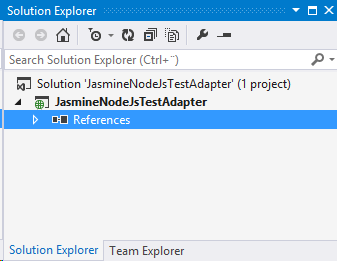 Solution Explorer
Search Solution Explorer (Ctrl+¨)
Solution 'JasmineNodeJsTestAdapter' (1 project)
JasmineNodeJsTestAdapter
References
Solution Explorer Team Explorer